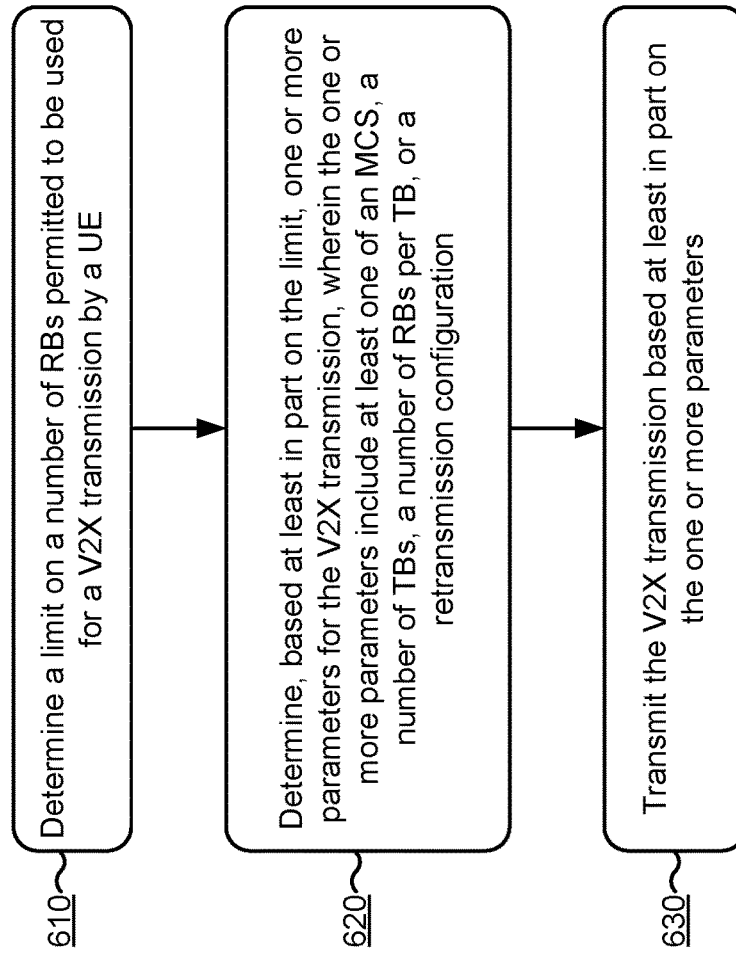 610
Determine a limit on a number of RBs permitted to be used
for a V2X transmission by a UE
620
Determine, based at least in part on the limit, one or more
parameters for the V2X transmission, wherein the one or
more parameters include at least one of an MCS, a
number of TBs, a number of RBs per TB, or a
retransmission configuration
630
Transmit the V2X transmission based at least in part on
the one or more parameters